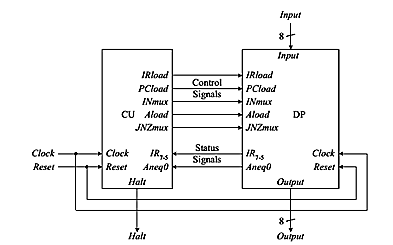 Input
8
Input
IRload Control IRload
PCload Signals PCload
INmux INmux
CU Aload Aload DP
JNZmux JNZmux
Clock Clock IR7-5 Status IR7-5 Clock
Reset Reset Aneq0 Signals Aneq0 Reset
Halt Output
8
Halt Output